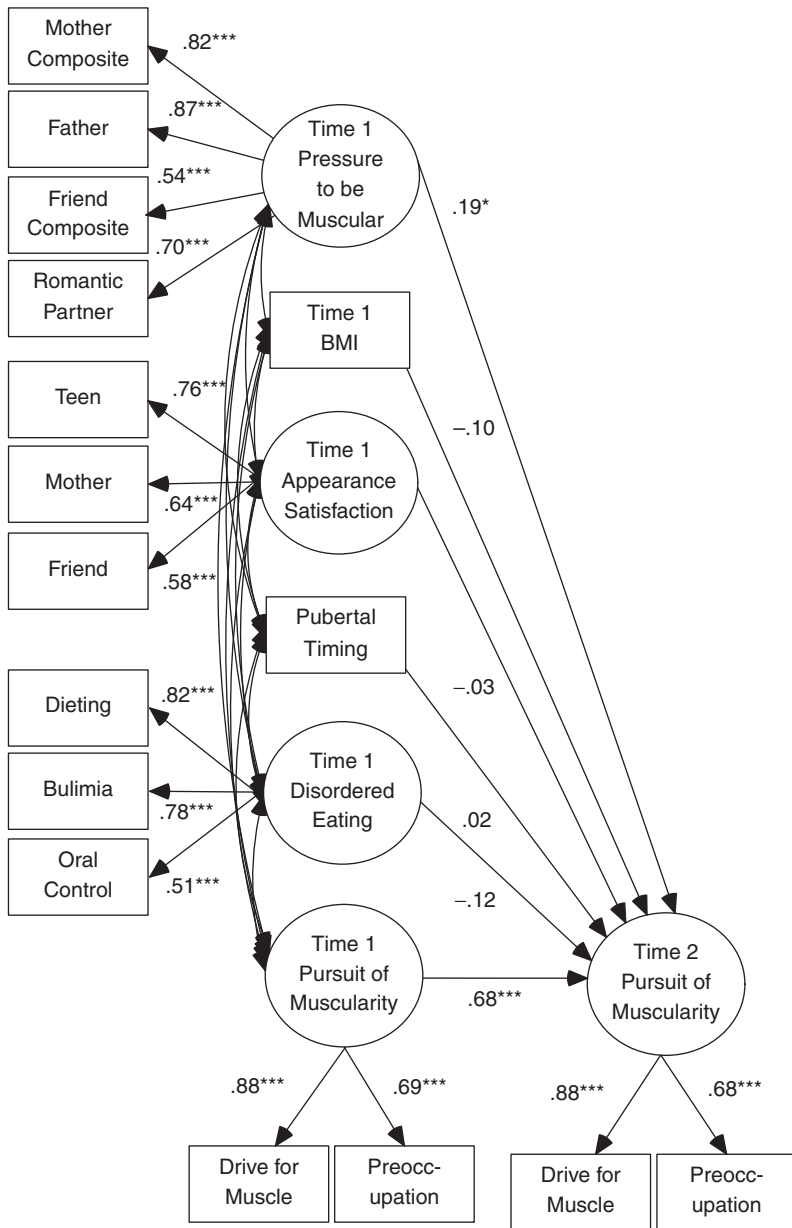 Mother
Composite
.82***
Father
.87***
Friend
Composite
.54***
Romantic
Partner
.70***
Time 1
Pressure
to be
Muscular
.19*
Time 1
BMI
–.10
Teen
.76***
Mother
.64***
Friend
.58***
Time 1
Appearance
Satisfaction
–.03
Pubertal
Timing
.02
Dieting
.82***
Bulimia
.78***
Oral
Control
.51***
Time 1
Disordered
Eating
–.12
Time 1
Pursuit of
Muscularity
.68***
Time 2
Pursuit of
Muscularity
.88***
.69***
Drive for
Muscle
Preocc-
upation
.88***
.68***
Drive for
Muscle
Preocc-
upation